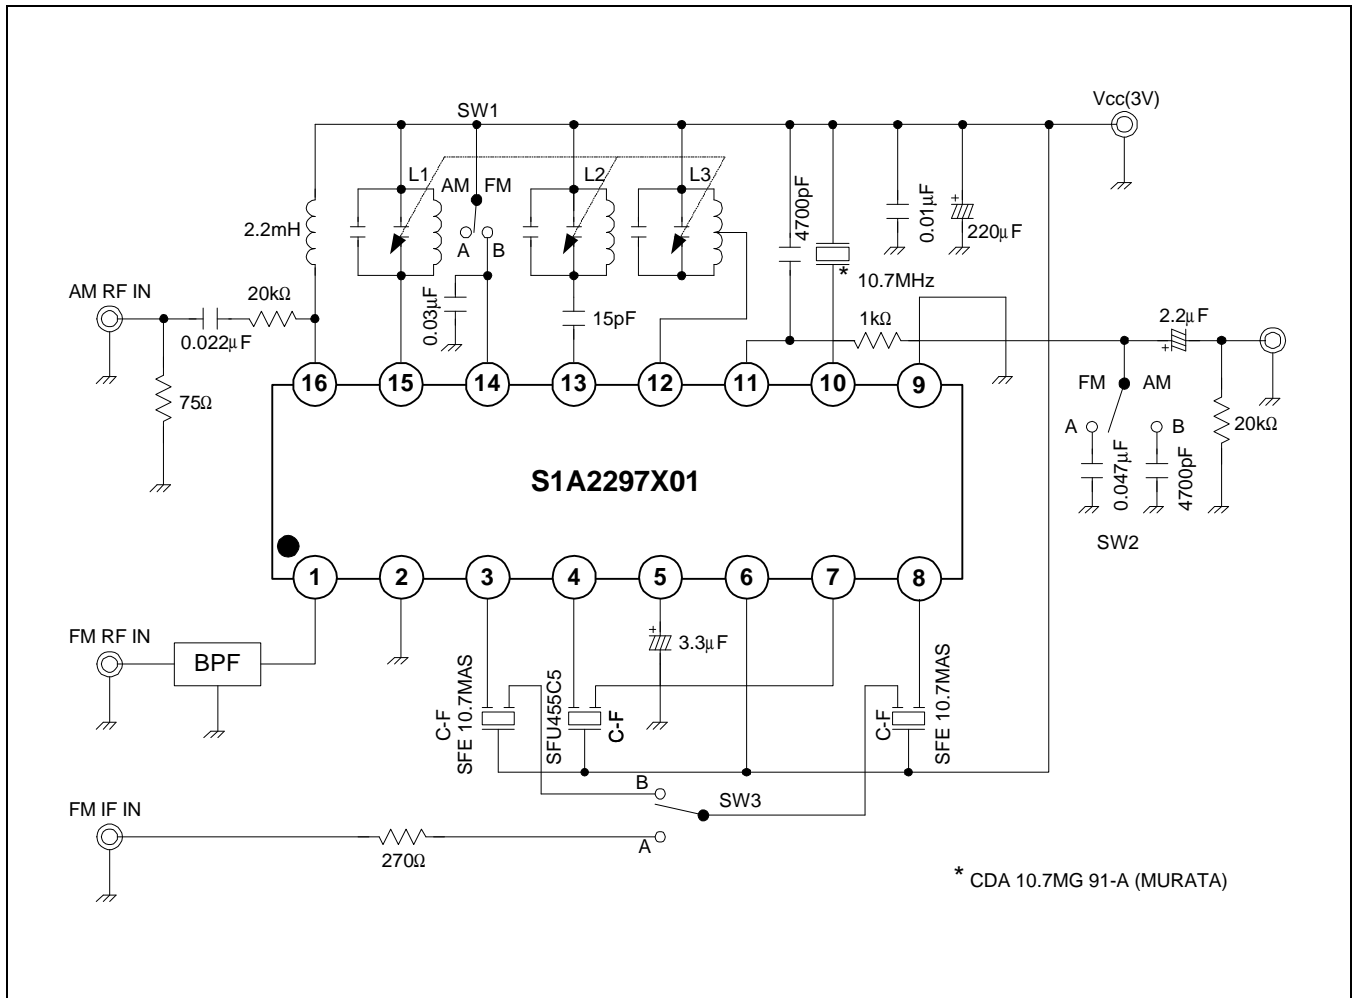 Vcc(3V)
SW1
L1
AM
FM
L2
L3
2.2mH
A
B
4700pF
0.01μF
220μF
* 10.7MHz
AM RF IN
20kΩ
0.022μF
0.03μF
15pF
1kΩ
2.2μF
75Ω
16
15
14
13
12
11
10
9
FM
AM
A
B
0.047μF
4700pF
20kΩ
SW2
S1A2297X01
1
2
3
4
5
6
7
8
FM RF IN
BPF
3.3μF
C-F
SFE 10.7MAS
SFU455C5
C-F
C-F
SFE 10.7MAS
B
SW3
A
FM IF IN
270Ω
* CDA 10.7MG 91-A (MURATA)
+
+
+